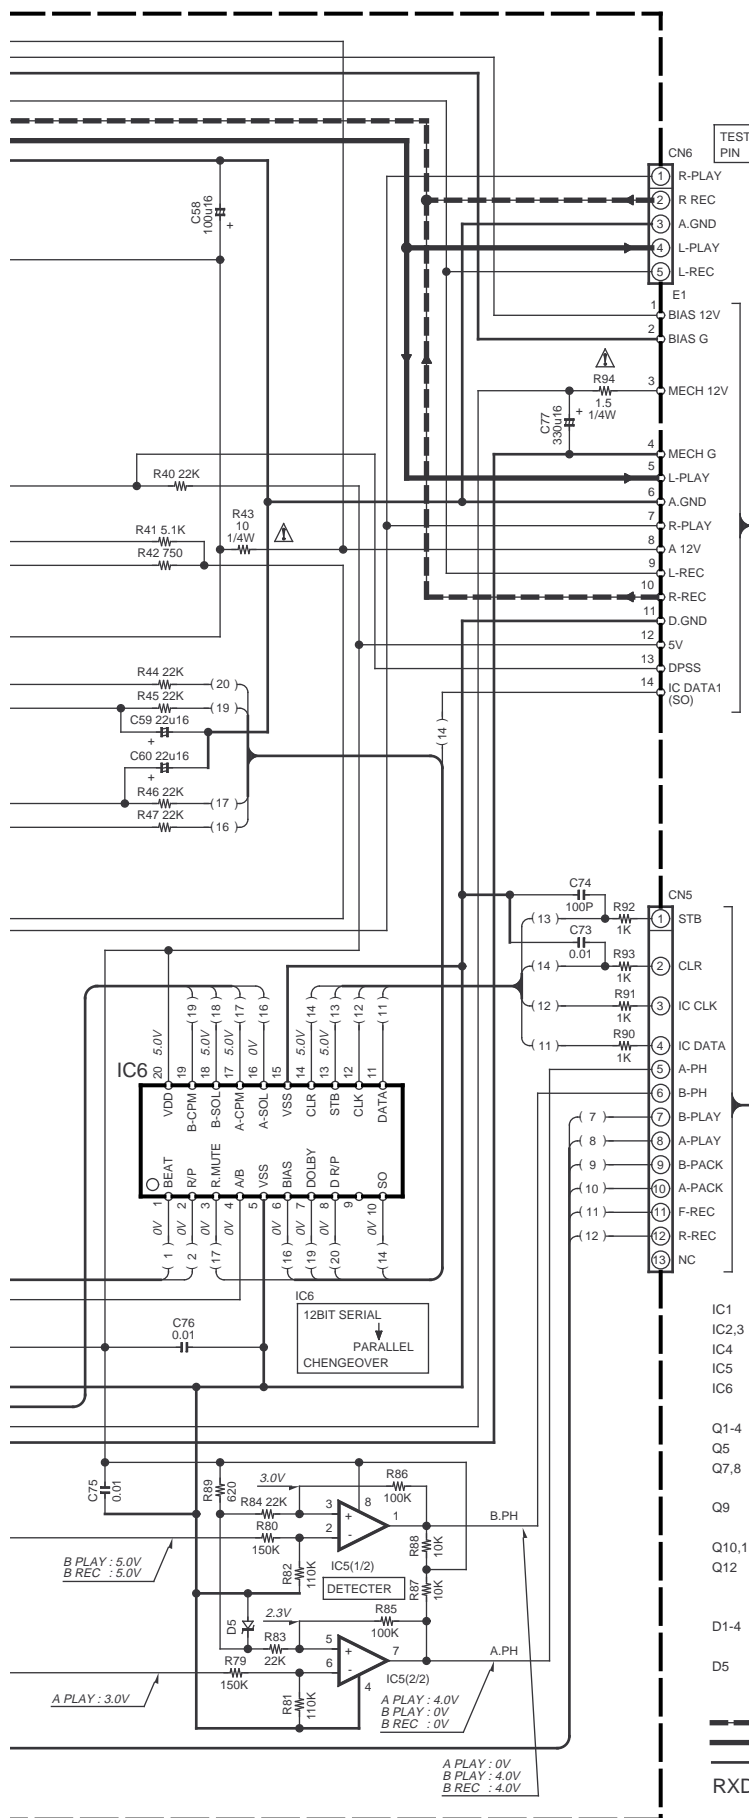 TEST
PIN
CN6
1 R-PLAY
2 R REC
3 A.GND
4 L-PLAY
5 L-REC
C58
100u16
+
E1
1 BIAS 12V
2 BIAS G
R94
1.5
1/4W
3 MECH 12V
C77
330u16
+
4 MECH G
5 L-PLAY
6 A.GND
7 R-PLAY
8 A 12V
9 L-REC
10 R-REC
11 D.GND
12 5V
13 DPSS
14 IC DATA1
(SO)
R40 22K
R43
10
1/4W
R41 5.1K
R42 750
R44 22K (20)
R45 22K (19)
C59 22u16
+
C60 22u16
+
R46 22K (17)
R47 22K (16)
(14)
C74
100P
CN5
(13) R92
1K
1 STB
C73
0.01
(14) R93
1K
2 CLR
(12) R91
1K
3 IC CLK
(11) R90
1K
4 IC DATA
5 A-PH
6 B-PH
(7) 7 B-PLAY
(8) 8 A-PLAY
(9) 9 B-PACK
(10) 10 A-PACK
(11) 11 F-REC
(12) 12 R-REC
13 NC
(19) (18) (17) (16) (14) (13) (12) (11)
5.0V 5.0V 5.0V 0V 5.0V 5.0V
IC6
20 19 18 17 16 15 14 13 12 11
VDD B-CPM B-SOL A-CPM A-SOL VSS CLR STB CLK DATA
BEAT R/P R.MUTE A/B VSS BIAS DOLBY D R/P SO
1 2 3 4 5 6 7 8 9 10
0V 0V 0V 0V 0V 0V 0V 0V
(1) (2) (17) (16) (19) (20) (14)
IC6
12BIT SERIAL
PARALLEL
CHENGEOVER
C76
0.01
IC1
IC2,3
IC4
IC5
IC6
Q1-4
Q5
Q7,8
Q9
Q10,1
Q12
D1-4
D5
C75
0.01
R89
620
3.0V
R86
100K
R84 22K
3 + 8 1
2 -
R80
150K
B.PH
R88
10K
B PLAY : 5.0V
B REC : 5.0V
R82
110K
IC5(1/2)
DETECTER
R87
10K
D5
2.3V
R85
100K
R83
22K
5 + 7
6 - 4
A.PH
R79
150K
IC5(2/2)
R81
110K
A PLAY : 3.0V
A PLAY : 4.0V
B PLAY : 0V
B REC : 0V
A PLAY : 0V
B PLAY : 4.0V
B REC : 4.0V
RXD